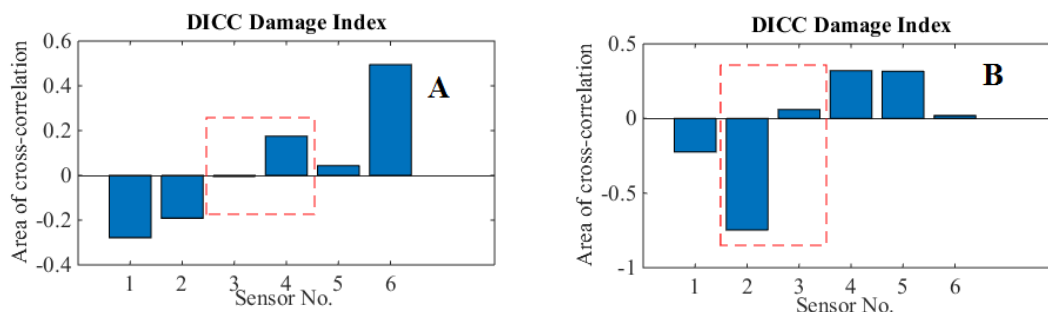 DICC Damage Index
0.6
0.4
0.2
0
-0.2
-0.4
Area of cross-correlation
A
1 2 3 4 5 6
Sensor No.
DICC Damage Index
0.5
0
-0.5
-1
Area of cross-correlation
B
1 2 3 4 5 6
Sensor No.